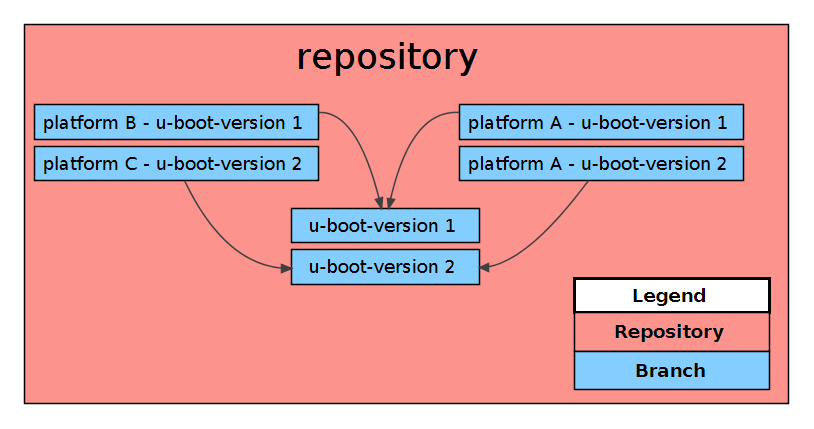 repository
platform B - u-boot-version 1
platform C - u-boot-version 2
platform A - u-boot-version 1
platform A - u-boot-version 2
u-boot-version 1
u-boot-version 2
Legend
Repository
Branch